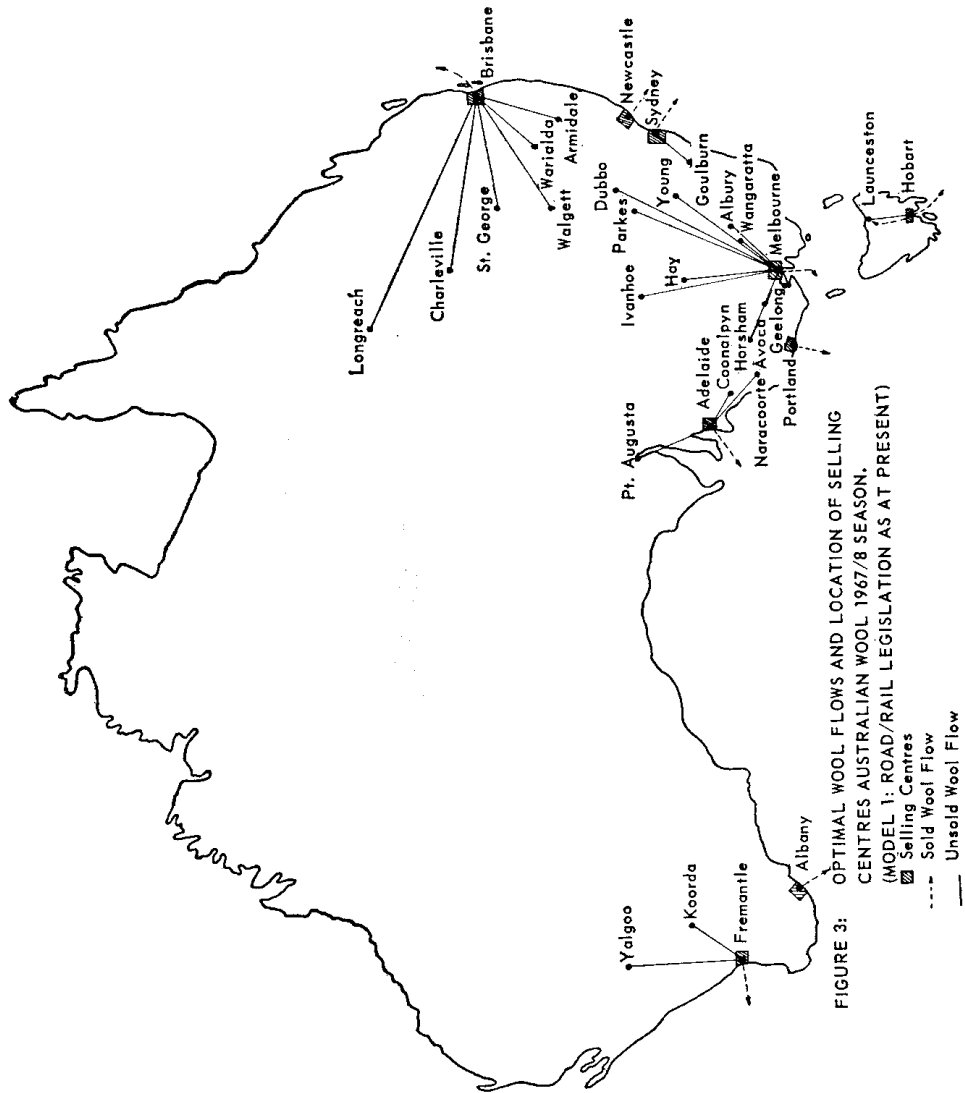 Brisbane
Longreach
Charleville
St. George
Walgett
Warialda
Armidale
Newcastle
Sydney
Dubbo
Parkes
Young
Goulburn
Albury
Wangaratta
Melbourne
Ivanhoe
Hay
Geelong
Avoca
Horsham
Coonalpyn
Adelaide
Naracoorte
Portland
Pt. Augusta
Launceston
Hobart
Yalgoo
Koorda
Fremantle
Albany
FIGURE 3: OPTIMAL WOOL FLOWS AND LOCATION OF SELLING
CENTRES AUSTRALIAN WOOL 1967/8 SEASON.
(MODEL 1: ROAD/RAIL LEGISLATION AS AT PRESENT)
Selling Centres
Sold Wool Flow
Unsold Wool Flow